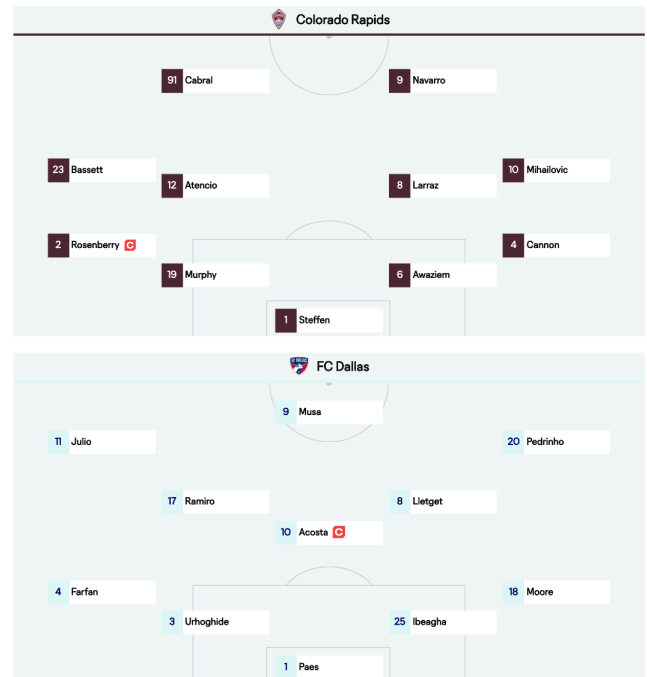 Colorado Rapids
91 Cabral
9 Navarro
23 Bassett
10 Mihailovic
12 Atencio
8 Larraz
2 Rosenberry C
4 Cannon
19 Murphy
6 Awaziem
1 Steffen
FC Dallas
9 Musa
11 Julio
20 Pedrinho
17 Ramiro
8 Lletget
10 Acosta C
4 Farfan
18 Moore
3 Urhoghide
25 Ibeagha
1 Paes